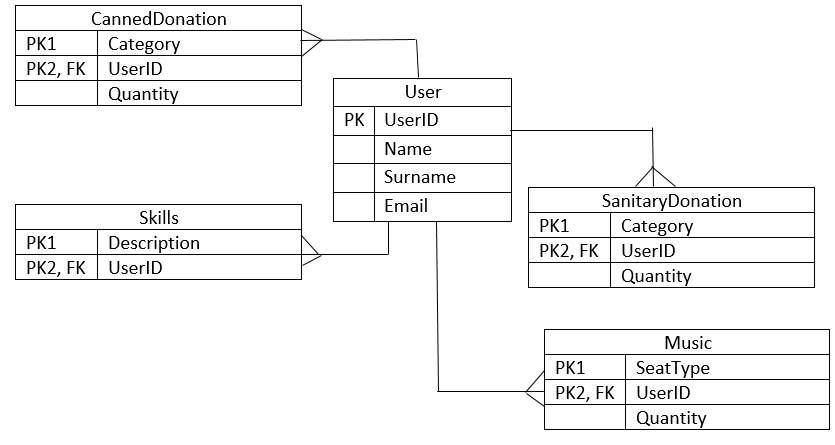 CannedDonation
PK1 Category
PK2, FK UserID
Quantity
User
PK UserID
Name
Surname
Email
Skills
PK1 Description
PK2, FK UserID
SanitaryDonation
PK1 Category
PK2, FK UserID
Quantity
Music
PK1 SeatType
PK2, FK UserID
Quantity